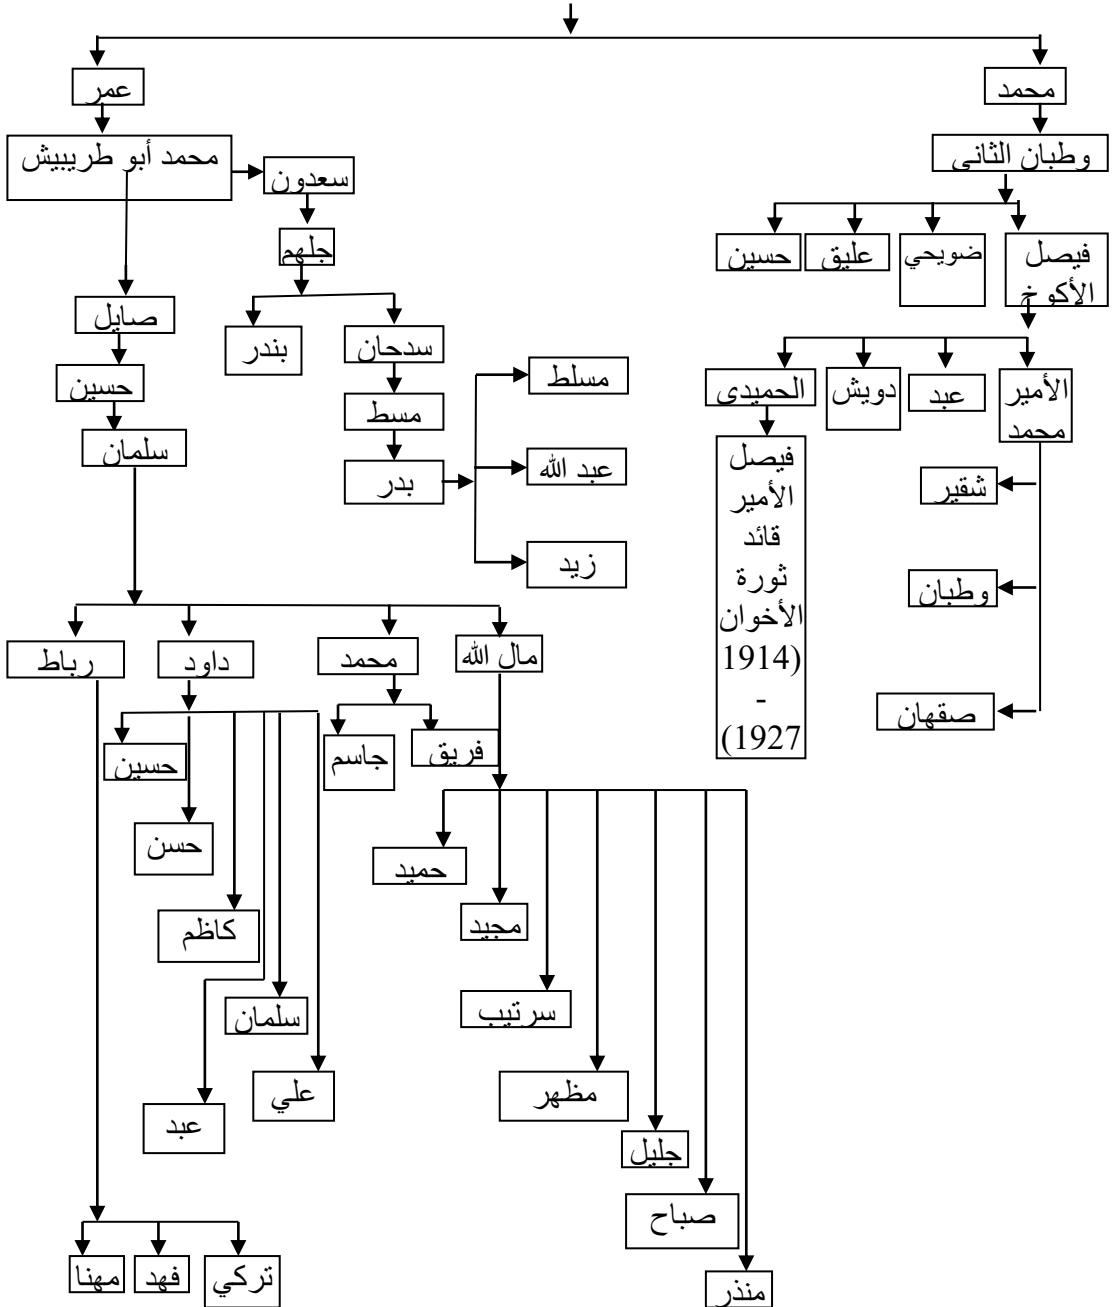 محمد
عمر
وطبان الثاني
محمد أبو طريبيش
سعدون
فيصل
الأكوخ
ضويحي
عليق
حسين
جلهم
صايل
الأمير
محمد
عبد
دويش
الحميدي
سدحان
بندر
مسلط
حسين
مسط
سلمان
فيصل
الأمير
قائد
ثورة
الأخوان
(1914
-
1927)
شقير
عبد الله
بدر
زيد
وطبان
مال الله
محمد
داود
رباط
صقهان
فريق
جاسم
حسين
حسن
حميد
كاظم
مجيد
سرتيب
سلمان
مظهر
علي
عبد
جليل
صباح
منذر
تركي
فهد
مهنا